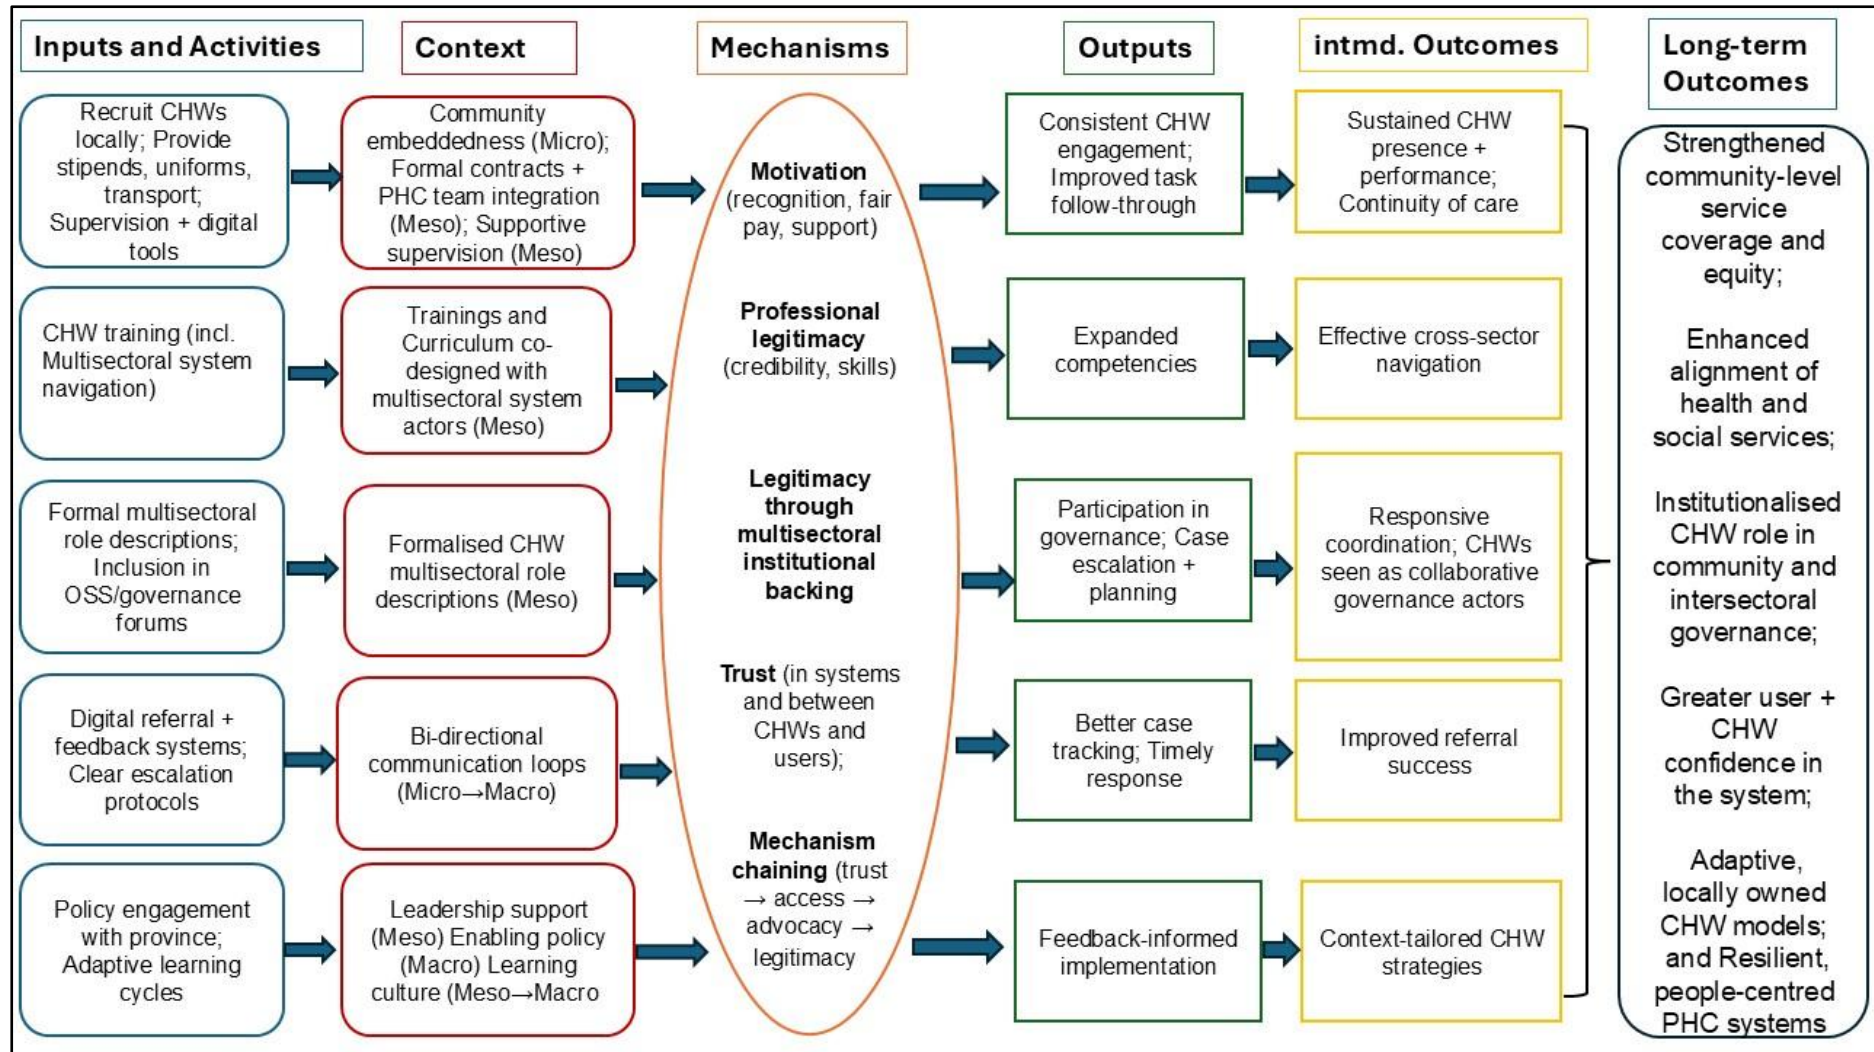 Inputs and Activities
Context
Mechanisms
Outputs
intmd. Outcomes
Long-term
Outcomes
Recruit CHWs
locally; Provide
stipends, uniforms,
transport;
Supervision + digital
tools
Community
embeddedness (Micro);
Formal contracts +
PHC team integration
(Meso); Supportive
supervision (Meso)
Motivation
(recognition, fair
pay, support)
Consistent CHW
engagement;
Improved task
follow-through
Sustained CHW
presence +
performance;
Continuity of care
CHW training (incl.
Multisectoral system
navigation)
Trainings and
Curriculum co-
designed with
multisectoral system
actors (Meso)
Professional
legitimacy
(credibility, skills)
Expanded
competencies
Effective cross-sector
navigation
Formal multisectoral
role descriptions;
Inclusion in
OSS/governance
forums
Formalised CHW
multisectoral role
descriptions (Meso)
Legitimacy
through
multisectoral
institutional
backing
Participation in
governance; Case
escalation +
planning
Responsive
coordination; CHWs
seen as collaborative
governance actors
Digital referral +
feedback systems;
Clear escalation
protocols
Bi-directional
communication loops
(Micro→Macro)
Trust (in systems
and between
CHWs and
users);
Better case
tracking; Timely
response
Improved referral
success
Policy engagement
with province;
Adaptive learning
cycles
Leadership support
(Meso) Enabling policy
(Macro) Learning
culture (Meso→Macro
Mechanism
chaining (trust
→ access →
advocacy →
legitimacy
Feedback-informed
implementation
Context-tailored CHW
strategies
Strengthened
community-level
service
coverage and
equity;
Enhanced
alignment of
health and
social services;
Institutionalised
CHW role in
community and
intersectoral
governance;
Greater user +
CHW
confidence in
the system;
Adaptive,
locally owned
CHW models;
and Resilient,
people-centred
PHC systems